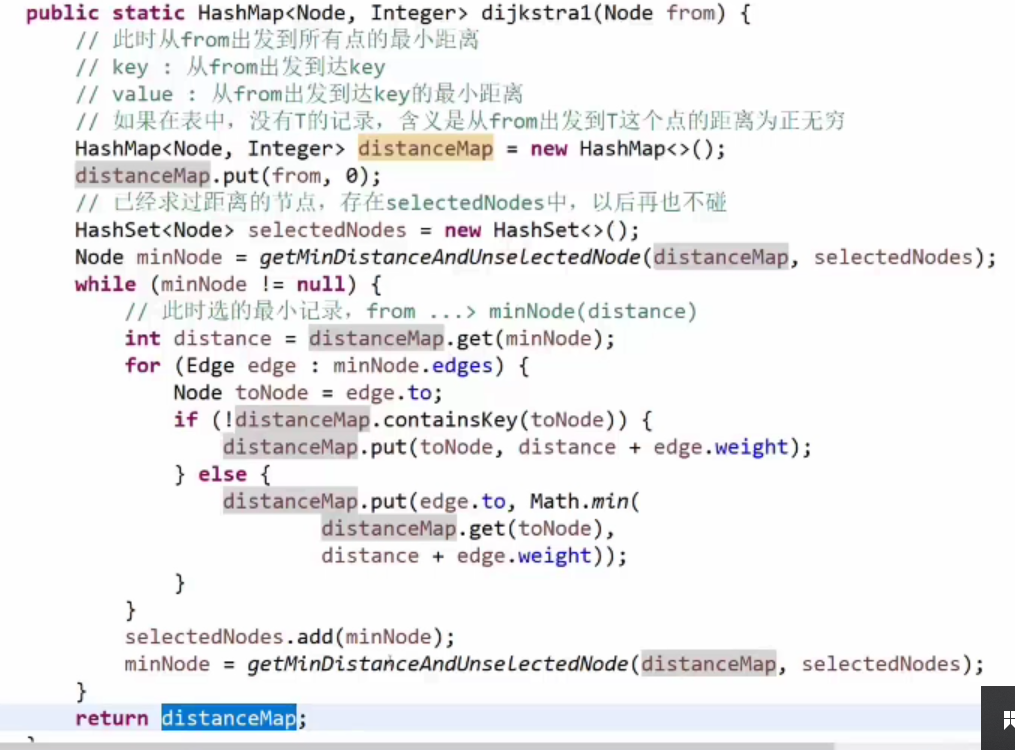 public static HashMap<Node, Integer> dijkstra1(Node from) {
// 此时从from出发到所有点的最小距离
// key : 从from出发到达key
// value : 从from出发到达key的最小距离
// 如果在表中，没有T的记录，含义是从from出发到T这个点的距离为正无穷
HashMap<Node, Integer> distanceMap = new HashMap<>();
distanceMap.put(from, 0);
// 已经求过距离的节点，存在selectedNodes中，以后再也不碰
HashSet<Node> selectedNodes = new HashSet<>();
Node minNode = getMinDistanceAndUnselectedNode(distanceMap, selectedNodes);
while (minNode != null) {
// 此时选的最小记录，from ...> minNode(distance)
int distance = distanceMap.get(minNode);
for (Edge edge : minNode.edges) {
Node toNode = edge.to;
if (!distanceMap.containsKey(toNode)) {
distanceMap.put(toNode, distance + edge.weight);
} else {
distanceMap.put(edge.to, Math.min(
distanceMap.get(toNode),
distance + edge.weight));
}
}
selectedNodes.add(minNode);
minNode = getMinDistanceAndUnselectedNode(distanceMap, selectedNodes);
}
return distanceMap;